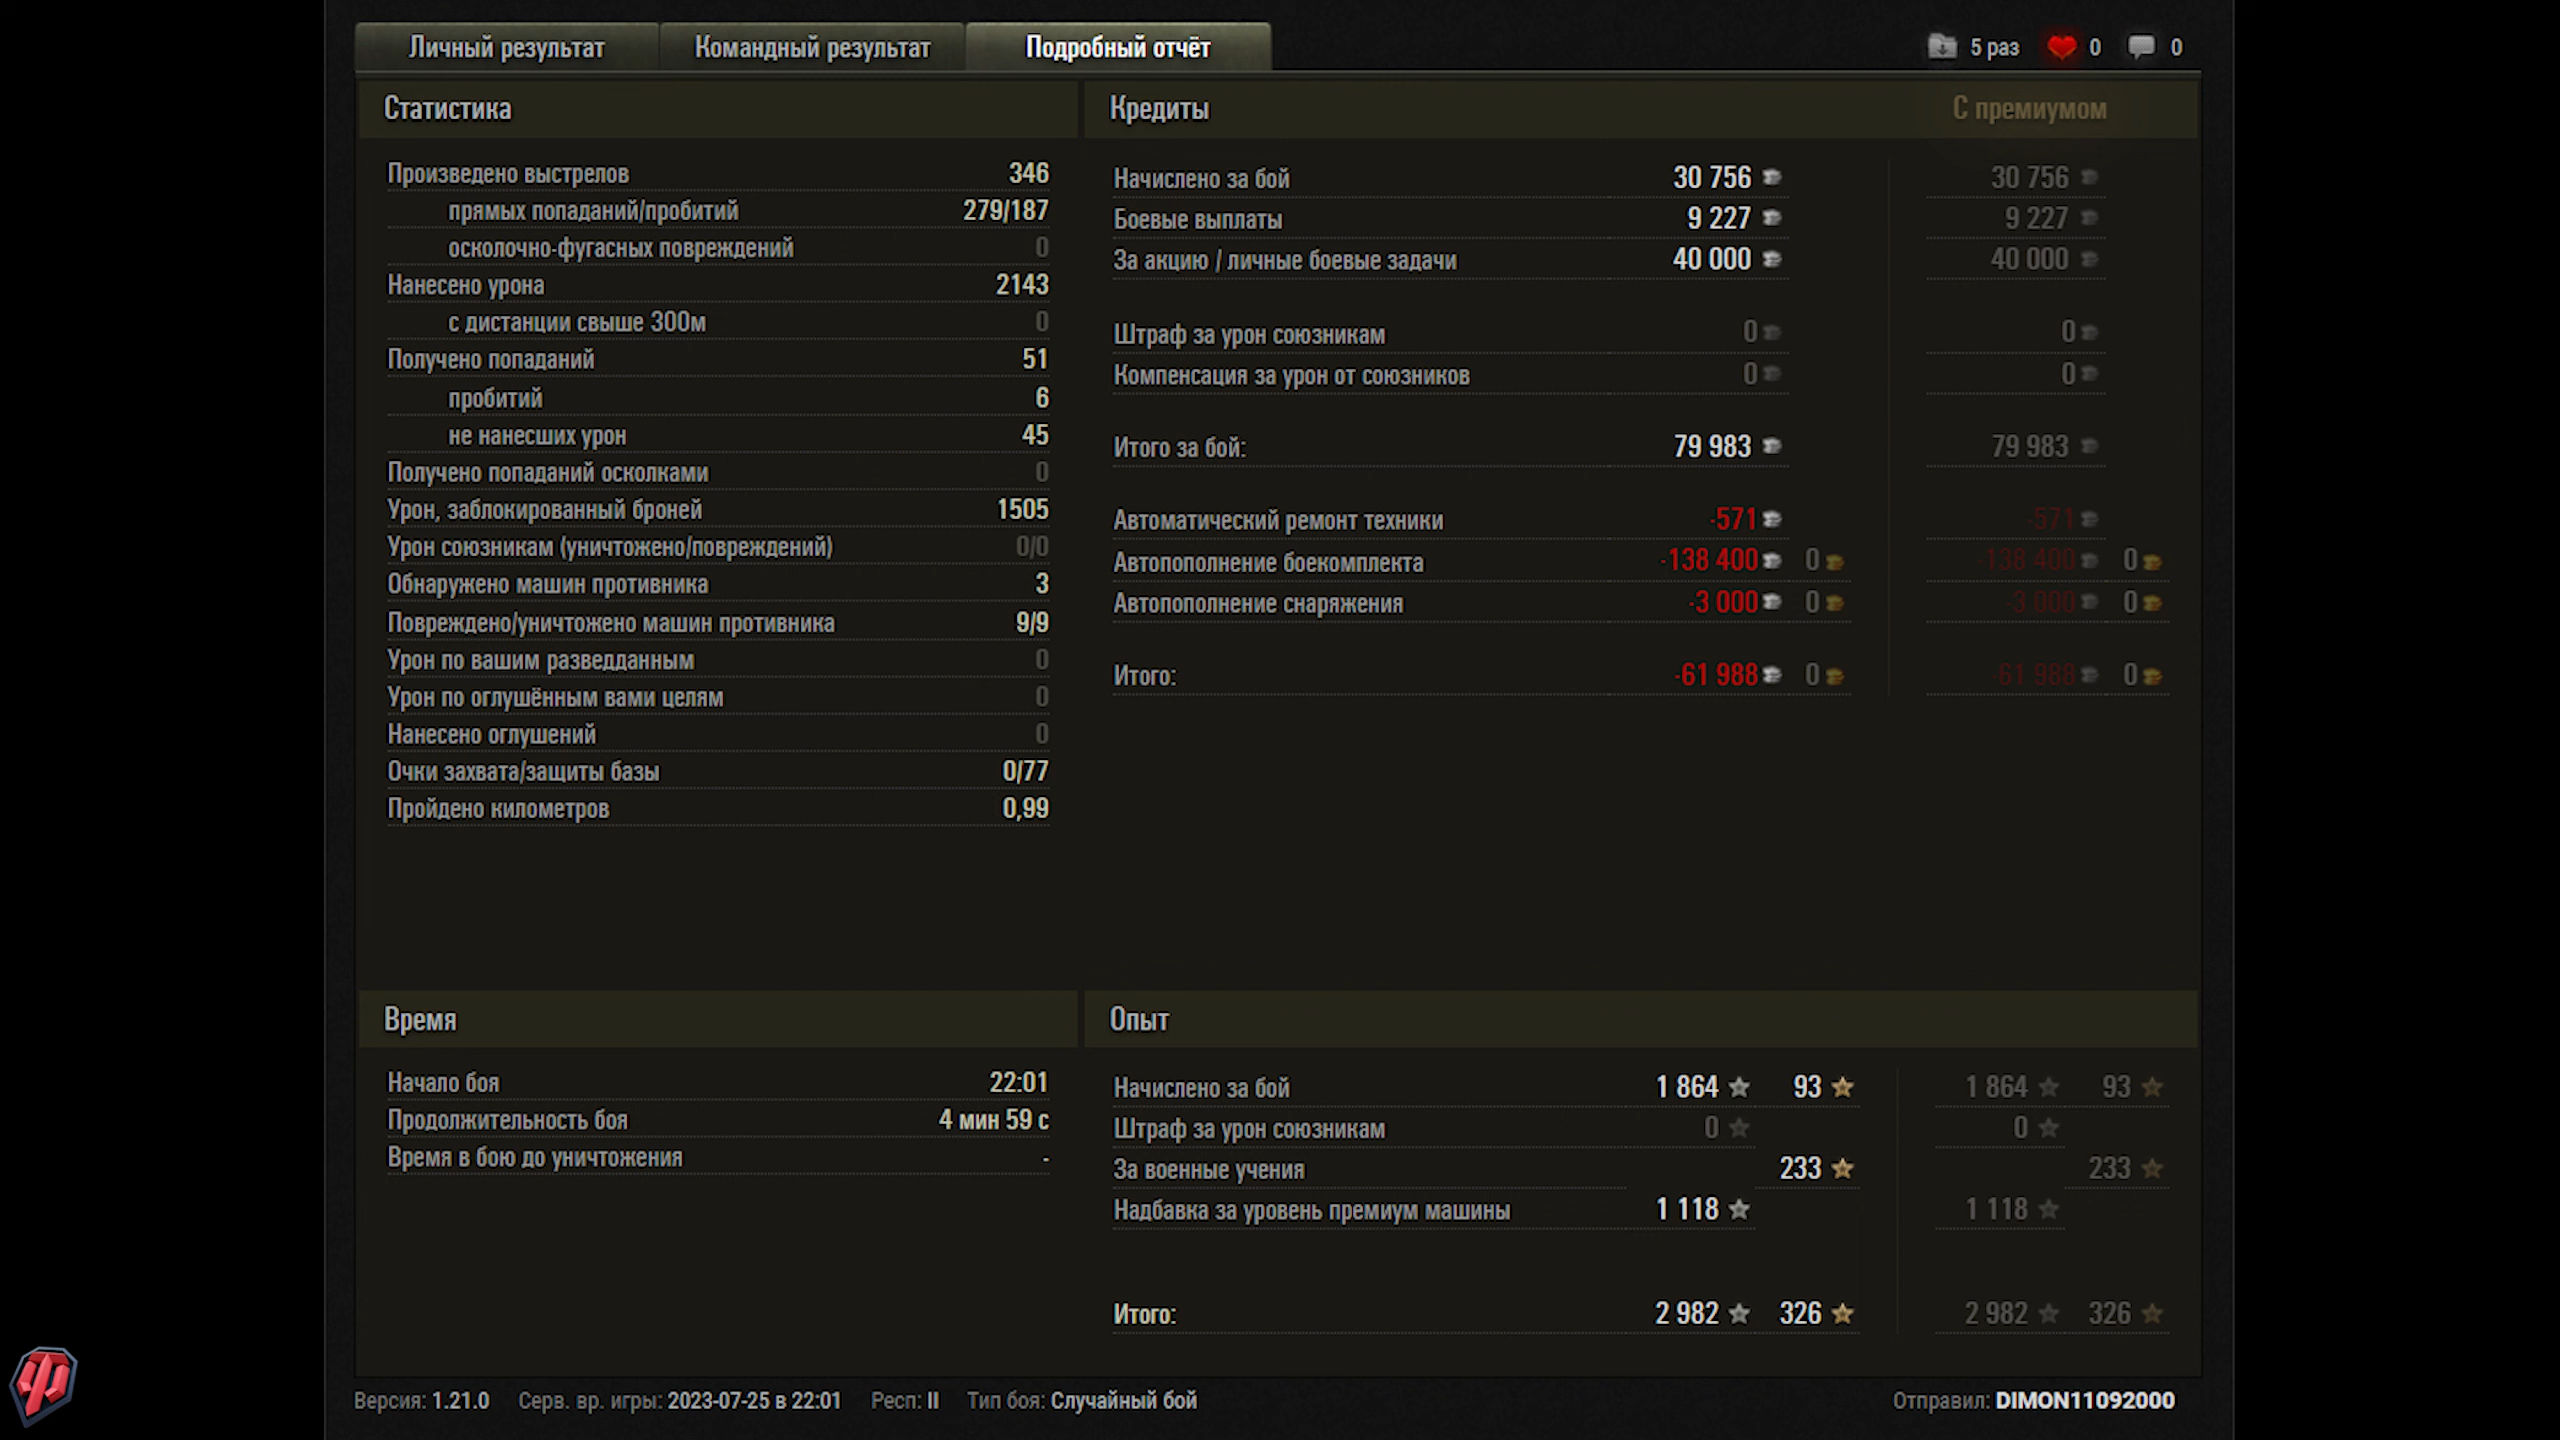 Личный результат Командный результат Подробный отчёт 5 раз 0 0
Статистика
Произведено выстрелов 346
прямых попаданий/пробитий 279/187
осколочно-фугасных повреждений 0
Нанесено урона 2143
с дистанции свыше 300м 0
Получено попаданий 51
пробитий 6
не нанесших урон 45
Получено попаданий осколками 0
Урон, заблокированный броней 1505
Урон союзникам (уничтожено/повреждений) 0/0
Обнаружено машин противника 3
Повреждено/уничтожено машин противника 9/9
Урон по вашим разведданным 0
Урон по оглушённым вами целям 0
Нанесено оглушений 0
Очки захвата/защиты базы 0/77
Пройдено километров 0,99
Кредиты С премиумом
Начислено за бой 30 756 30 756
Боевые выплаты 9 227 9 227
За акцию / личные боевые задачи 40 000 40 000
Штраф за урон союзникам 0 0
Компенсация за урон от союзников 0 0
Итого за бой: 79 983 79 983
Автоматический ремонт техники -571 -571
Автопополнение боекомплекта -138 400 0 -138 400 0
Автопополнение снаряжения -3 000 0 -3 000 0
Итого: -61 988 0 -61 988 0
Время
Начало боя 22:01
Продолжительность боя 4 мин 59 с
Время в бою до уничтожения -
Опыт
Начислено за бой 1 864 93 1 864 93
Штраф за урон союзникам 0 0
За военные учения 233 233
Надбавка за уровень премиум машины 1 118 1 118
Итого: 2 982 326 2 982 326
Версия: 1.21.0 Серв. вр. игры: 2023-07-25 в 22:01 Респ: II Тип боя: Случайный бой Отправил: DIMON11092000